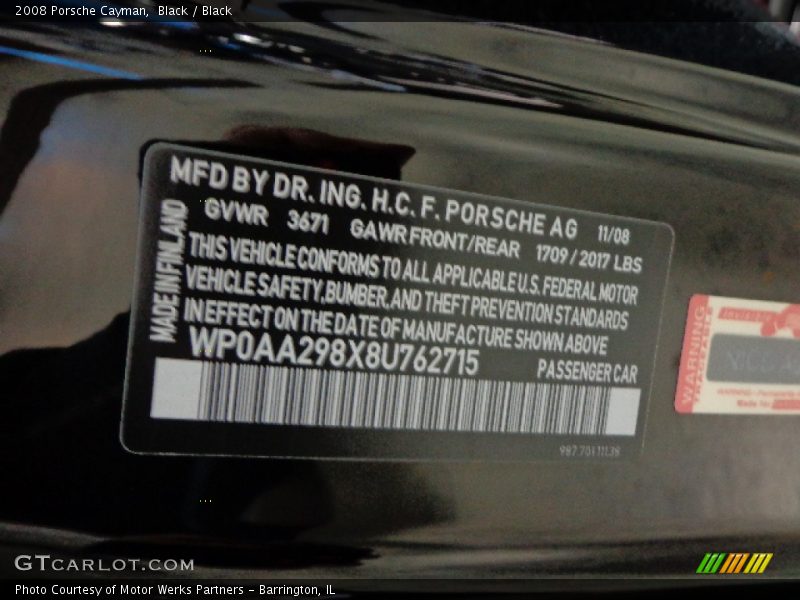 2008 Porsche Cayman,  Black / Black
MFD BY DR. ING. H.C. F. PORSCHE AG 11/08
GVWR 3671 GAWR FRONT/REAR 1709 / 2017 LBS
MADE IN FINLAND
THIS VEHICLE CONFORMS TO ALL APPLICABLE U.S. FEDERAL MOTOR
VEHICLE SAFETY, BUMBER, AND THEFT PREVENTION STANDARDS
IN EFFECT ON THE DATE OF MANUFACTURE SHOWN ABOVE
WP0AA298X8U762715 PASSENGER CAR
WARNING
GTCARLOT.COM
Photo Courtesy of Motor Werks Partners - Barrington, IL